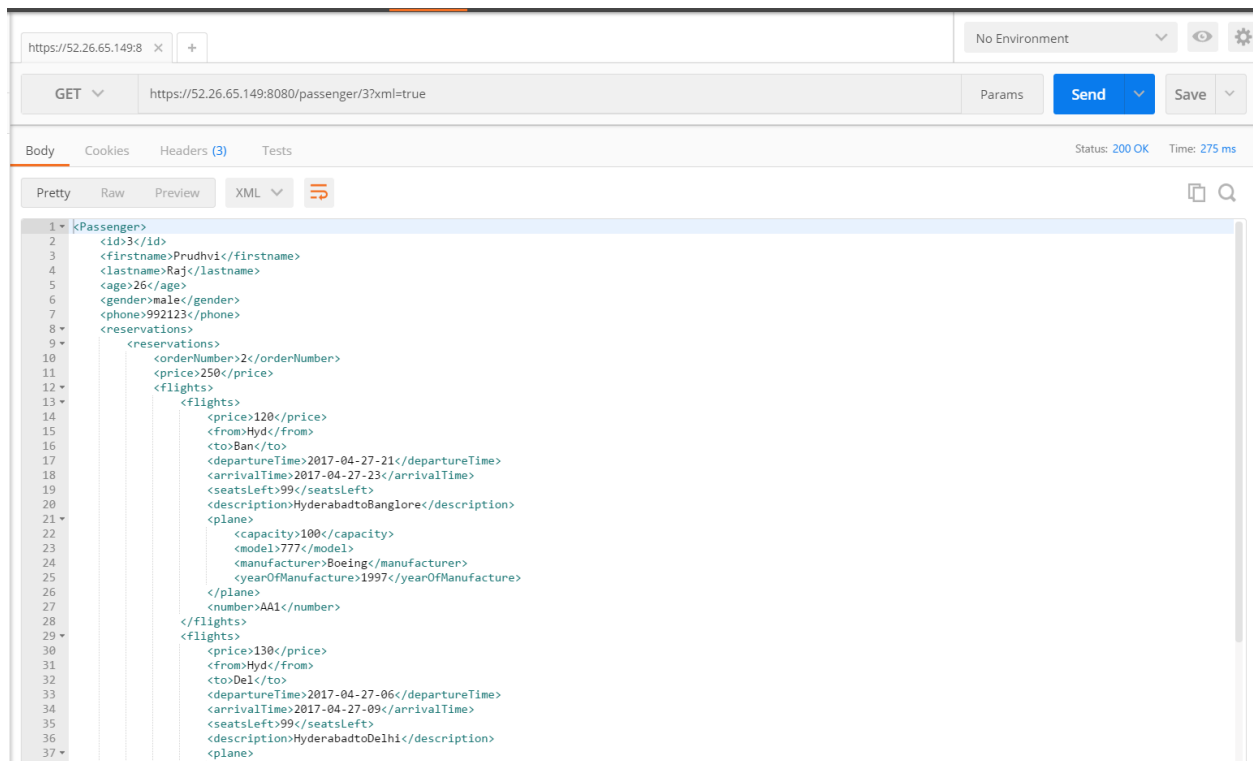 https://52.26.65.149:8 × +
No Environment
GET https://52.26.65.149:8080/passenger/3?xml=true Params Send Save
Body Cookies Headers (3) Tests Status: 200 OK Time: 275 ms
Pretty Raw Preview XML
1 <Passenger>
2 <id>3</id>
3 <firstname>Prudhvi</firstname>
4 <lastname>Raj</lastname>
5 <age>26</age>
6 <gender>male</gender>
7 <phone>992123</phone>
8 <reservations>
9 <reservations>
10 <orderNumber>2</orderNumber>
11 <price>250</price>
12 <flights>
13 <flights>
14 <price>120</price>
15 <from>Hyd</from>
16 <to>Ban</to>
17 <departureTime>2017-04-27-21</departureTime>
18 <arrivalTime>2017-04-27-23</arrivalTime>
19 <seatsLeft>99</seatsLeft>
20 <description>HyderabadtoBanglore</description>
21 <plane>
22 <capacity>100</capacity>
23 <model>777</model>
24 <manufacturer>Boeing</manufacturer>
25 <yearOfManufacture>1997</yearOfManufacture>
26 </plane>
27 <number>AA1</number>
28 </flights>
29 <flights>
30 <price>130</price>
31 <from>Hyd</from>
32 <to>Del</to>
33 <departureTime>2017-04-27-06</departureTime>
34 <arrivalTime>2017-04-27-09</arrivalTime>
35 <seatsLeft>99</seatsLeft>
36 <description>HyderabadtoDelhi</description>
37 <plane>